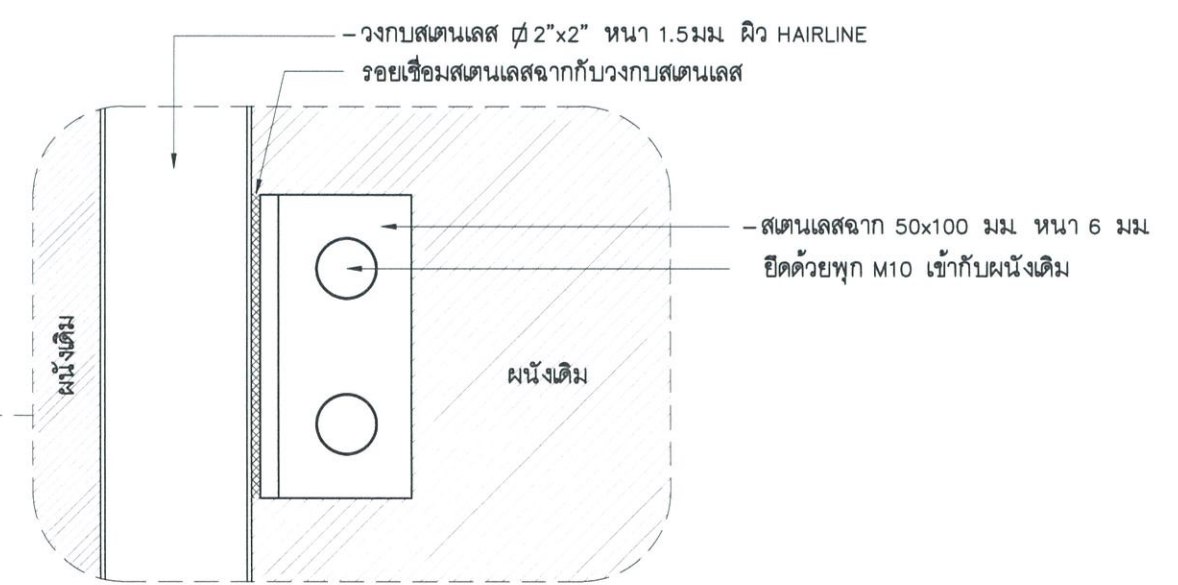 –วงกบสเตนเลส ⌷2"x2" หนา 1.5มม. ผิว HAIRLINE
รอยเชื่อมสเตนเลสฉากกับวงกบสเตนเลส
–สเตนเลสฉาก 50x100 มม. หนา 6 มม.
ยึดด้วยพุก M10 เข้ากับผนังเดิม
ผนังเดิม
ผนังเดิม